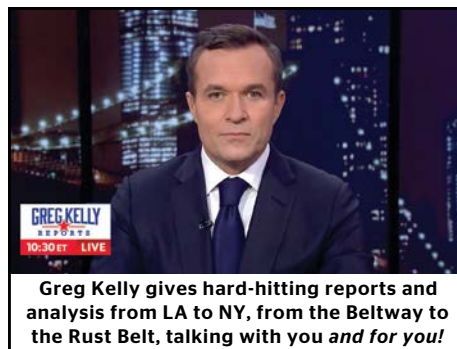 GREG KELLY
REPORTS
10:30 ET LIVE
Greg Kelly gives hard-hitting reports and
analysis from LA to NY, from the Beltway to
the Rust Belt, talking with you and for you!